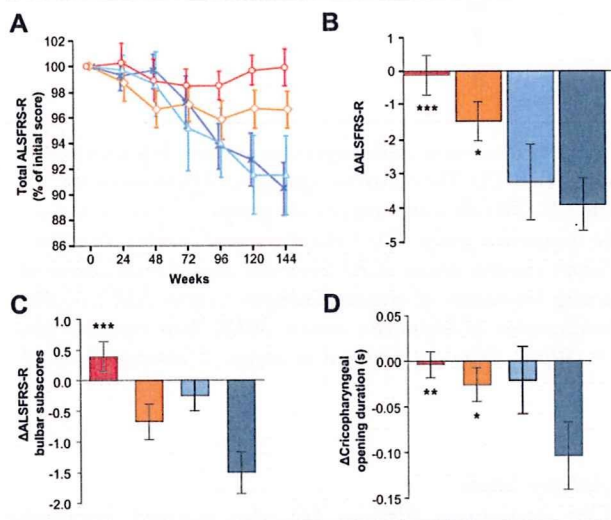 A
Total ALSFRS-R
(% of initial score)
102
100
98
96
94
92
90
88
86
0 24 48 72 96 120 144
Weeks
B
ΔALSFRS-R
0
-1
-2
-3
-4
-5
***
*
C
ΔALSFRS-R
bulbar subscores
1.0
0.5
0.0
-0.5
-1.0
-1.5
-2.0
***
D
ΔCricopharyngeal
opening duration (s)
0.05
0.00
-0.05
-0.10
-0.15
**
*